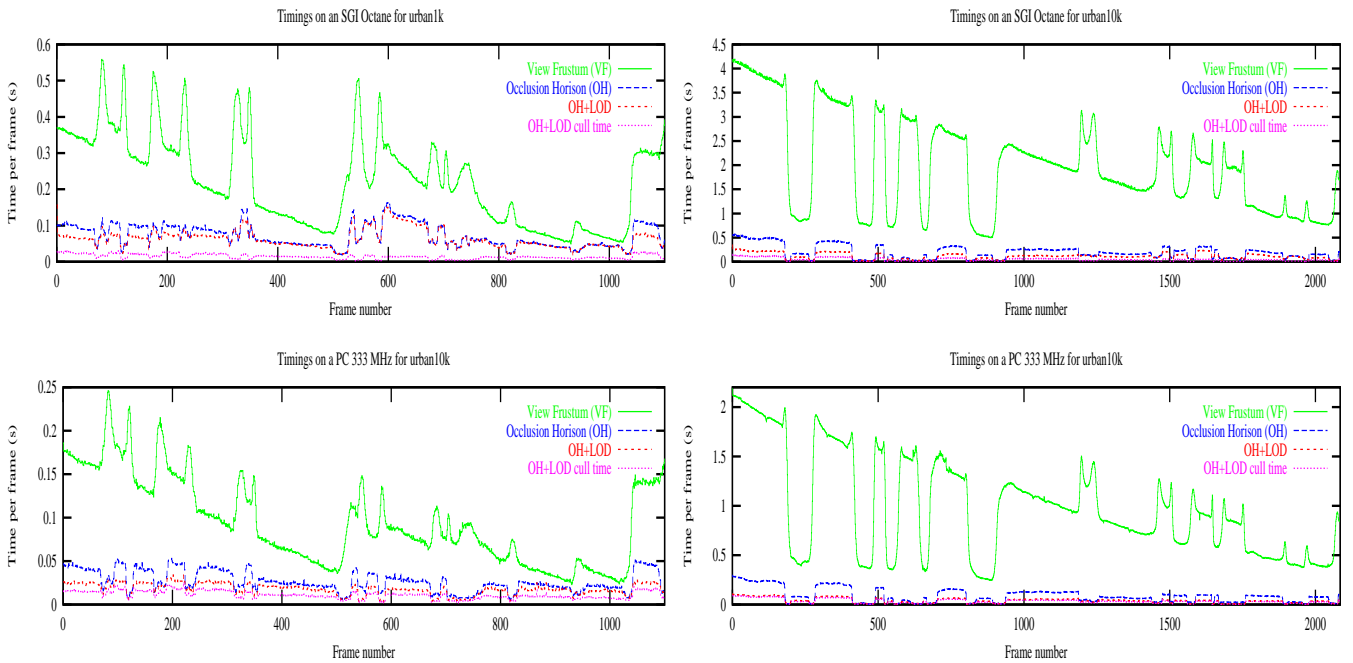 Timings on an SGI Octane for urban1k
0.6
0.5
0.4
0.3
0.2
0.1
0
Time per frame (s)
View Frustum (VF)
Occlusion Horison (OH)
OH+LOD
OH+LOD cull time
0 200 400 600 800 1000
Frame number
Timings on an SGI Octane for urban10k
4.5
4
3.5
3
2.5
2
1.5
1
0.5
0
Time per frame (s)
View Frustum (VF)
Occlusion Horison (OH)
OH+LOD
OH+LOD cull time
0 500 1000 1500 2000
Frame number
Timings on a PC 333 MHz for urban10k
0.25
0.2
0.15
0.1
0.05
0
Time per frame (s)
View Frustum (VF)
Occlusion Horison (OH)
OH+LOD
OH+LOD cull time
0 200 400 600 800 1000
Frame number
Timings on a PC 333 MHz for urban10k
2
1.5
1
0.5
0
Time per frame (s)
View Frustum (VF)
Occlusion Horison (OH)
OH+LOD
OH+LOD cull time
0 500 1000 1500 2000
Frame number